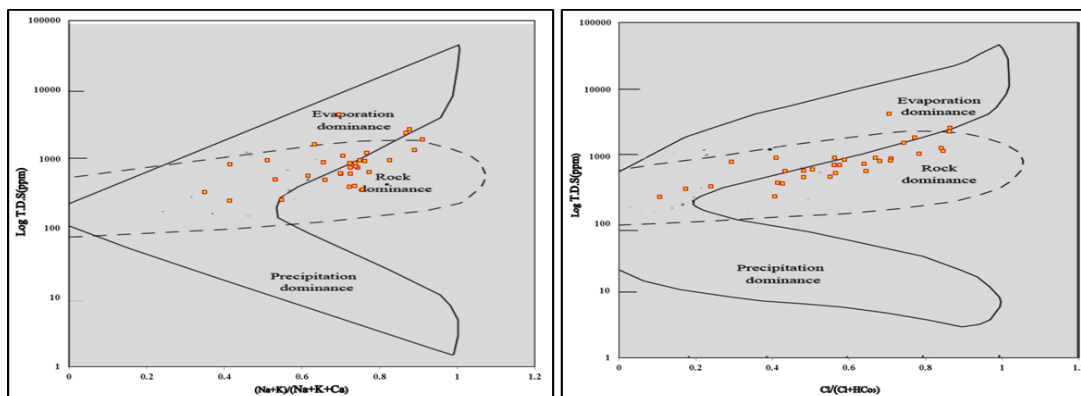 100000
10000
1000
100
10
1
Log T.D.S(ppm)
Evaporation
dominance
Rock
dominance
Precipitation
dominance
0
0.2
0.4
0.6
0.8
1
1.2
(Na+K)/(Na+K+Ca)
100000
10000
1000
100
10
1
Log T.D.S(ppm)
Evaporation
dominance
Rock
dominance
Precipitation
dominance
0
0.2
0.4
0.6
0.8
1
1.2
Cl/(Cl+HCo3)